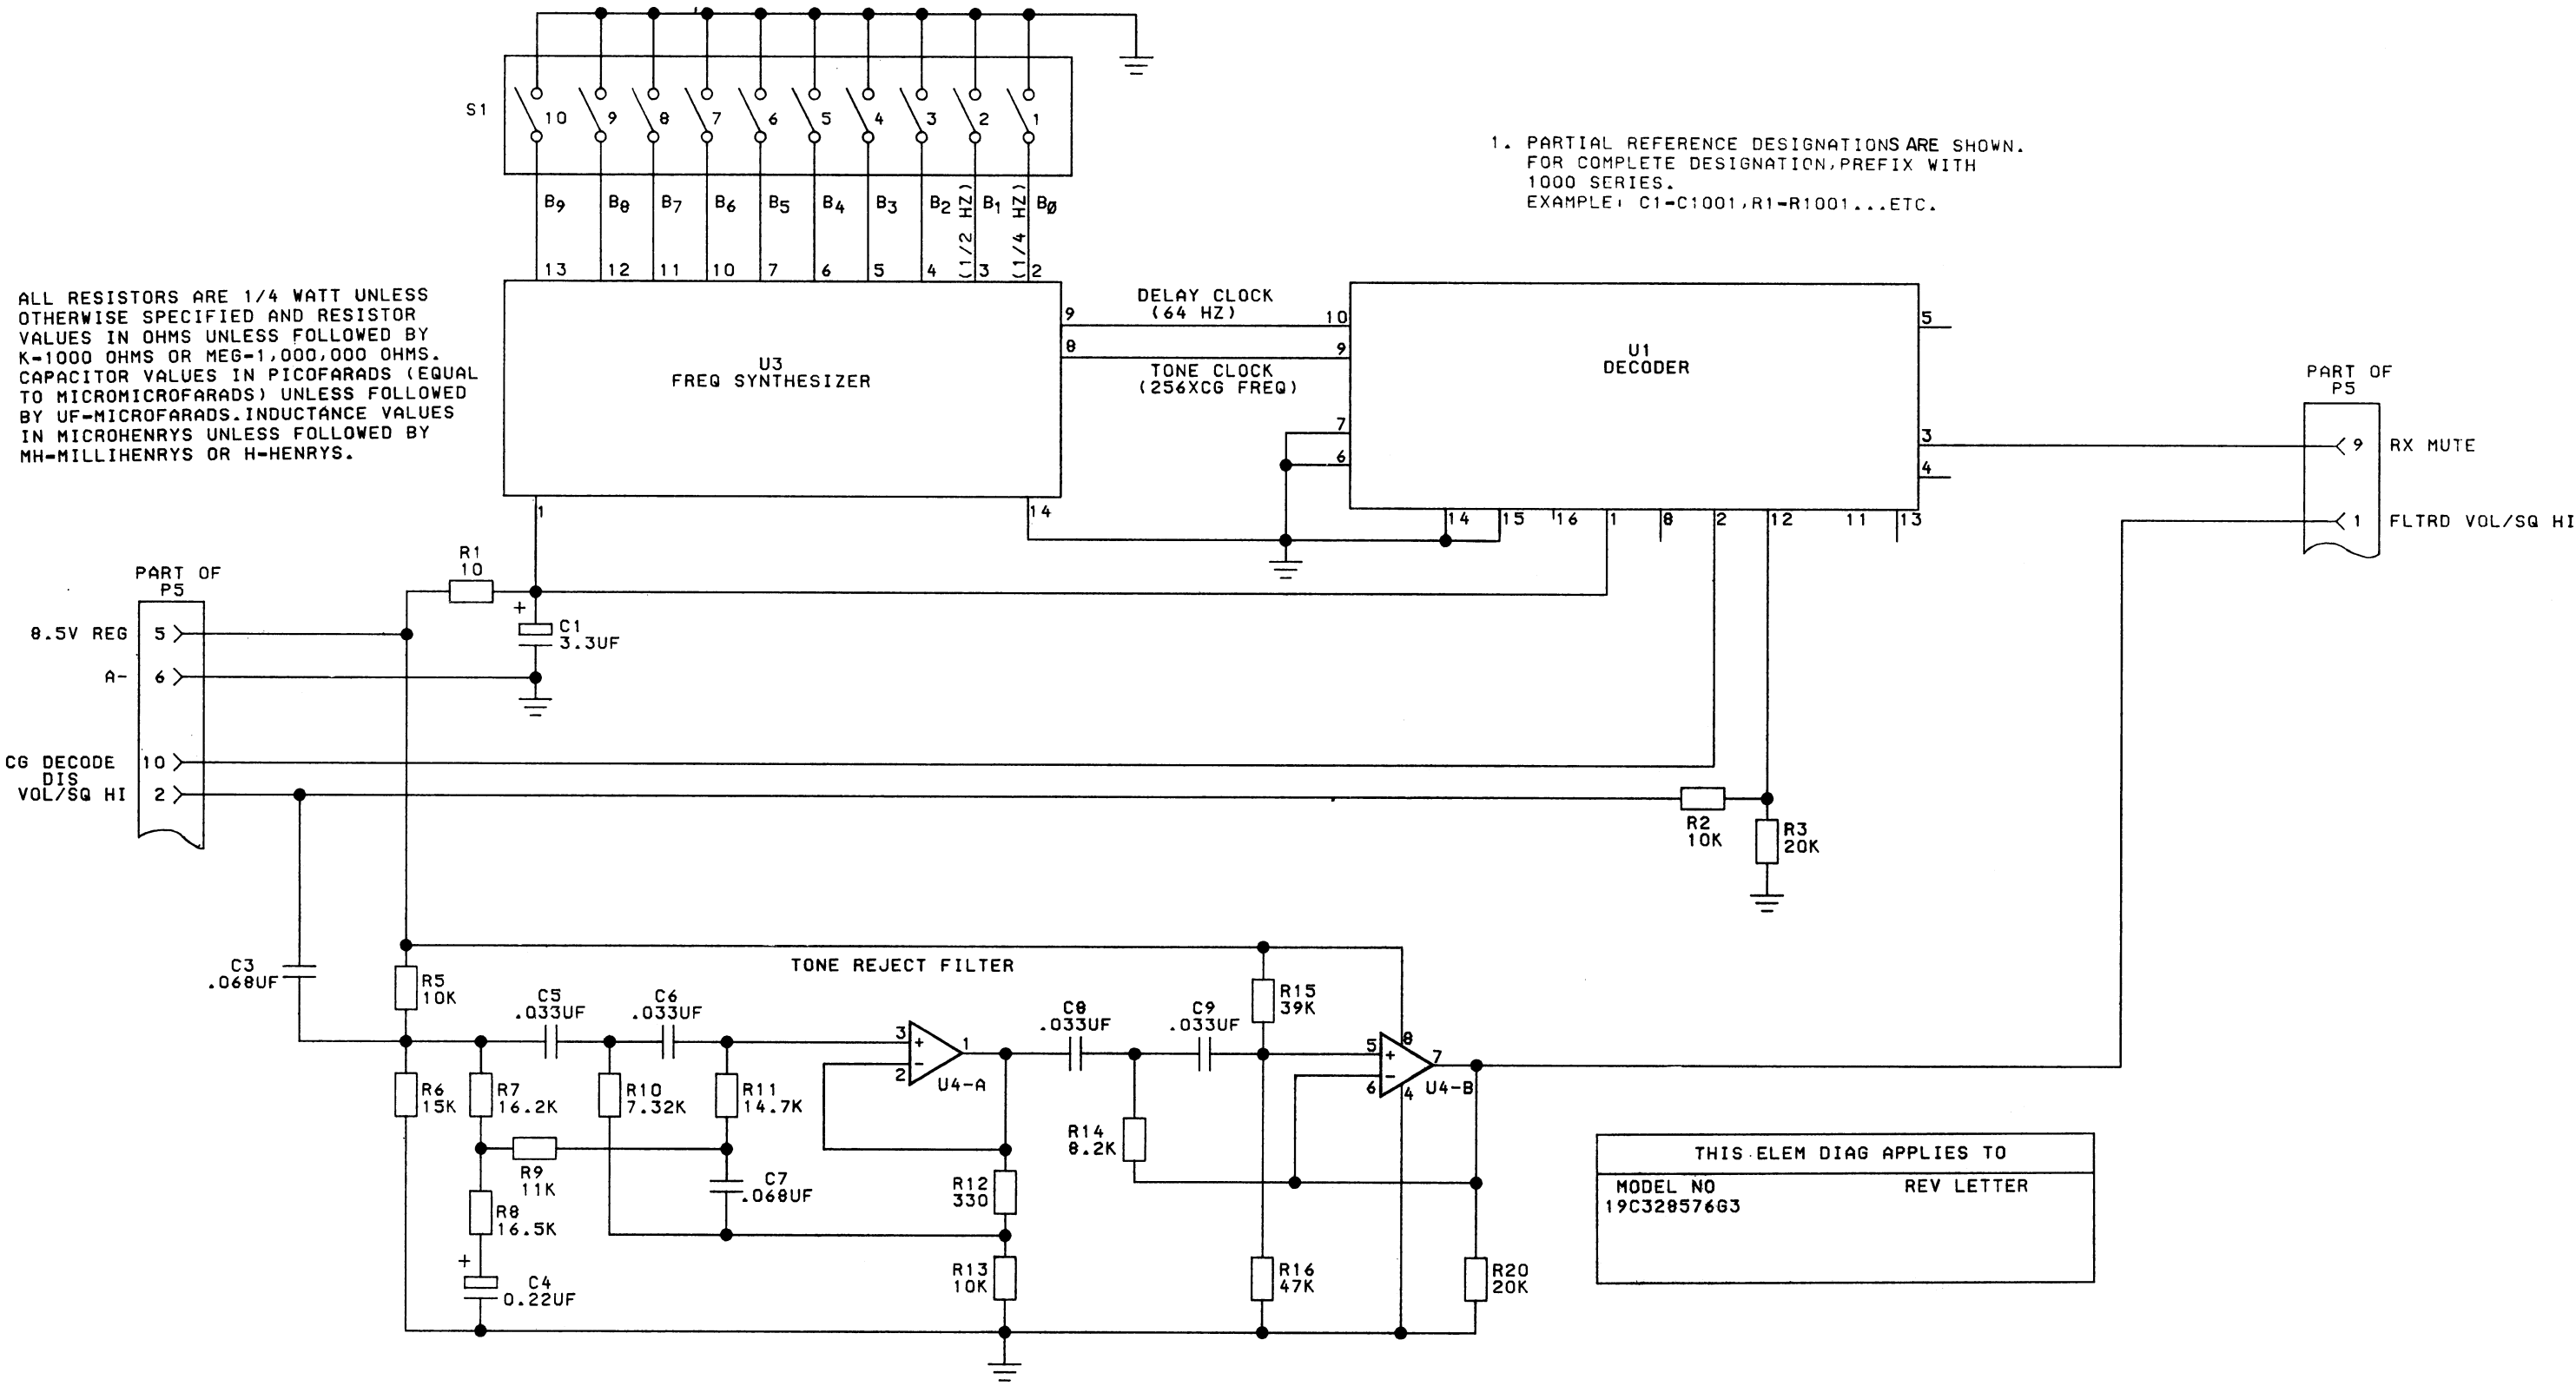 S1
10 9 8 7 6 5 4 3 2 1
B9 B8 B7 B6 B5 B4 B3 B2 (1/2 HZ) B1 (1/4 HZ) BØ
13 12 11 10 7 6 5 4 3 2
1. PARTIAL REFERENCE DESIGNATIONS ARE SHOWN.
FOR COMPLETE DESIGNATION, PREFIX WITH
1000 SERIES.
EXAMPLE: C1-C1001, R1-R1001...ETC.
ALL RESISTORS ARE 1/4 WATT UNLESS
OTHERWISE SPECIFIED AND RESISTOR
VALUES IN OHMS UNLESS FOLLOWED BY
K=1000 OHMS OR MEG=1,000,000 OHMS.
CAPACITOR VALUES IN PICOFARADS (EQUAL
TO MICROMICROFARADS) UNLESS FOLLOWED
BY UF=MICROFARADS. INDUCTANCE VALUES
IN MICROHENRYS UNLESS FOLLOWED BY
MH=MILLIHENRYS OR H=HENRYS.
U3
FREQ SYNTHESIZER
9
8
1
14
DELAY CLOCK
(64 HZ)
TONE CLOCK
(256XCG FREQ)
10
9
7
6
U1
DECODER
5
3
4
14 15 16 1 8 2 12 11 13
PART OF
P5
9 RX MUTE
1 FLTRD VOL/SQ HI
PART OF
P5
8.5V REG 5
A- 6
CG DECODE 10
DIS
VOL/SQ HI 2
R1
10
+
C1
3.3UF
R2
10K
R3
20K
TONE REJECT FILTER
C3
.068UF
R5
10K
C5
.033UF
C6
.033UF
R6
15K
R7
16.2K
R10
7.32K
R11
14.7K
R9
11K
R8
16.5K
C7
.068UF
+
C4
0.22UF
3
+
-
2
1
U4-A
R12
330
R13
10K
C8
.033UF
C9
.033UF
R14
8.2K
R15
39K
R16
47K
5
+
-
6
8
7
4
U4-B
R20
20K
THIS ELEM DIAG APPLIES TO
MODEL NO REV LETTER
19C328576G3